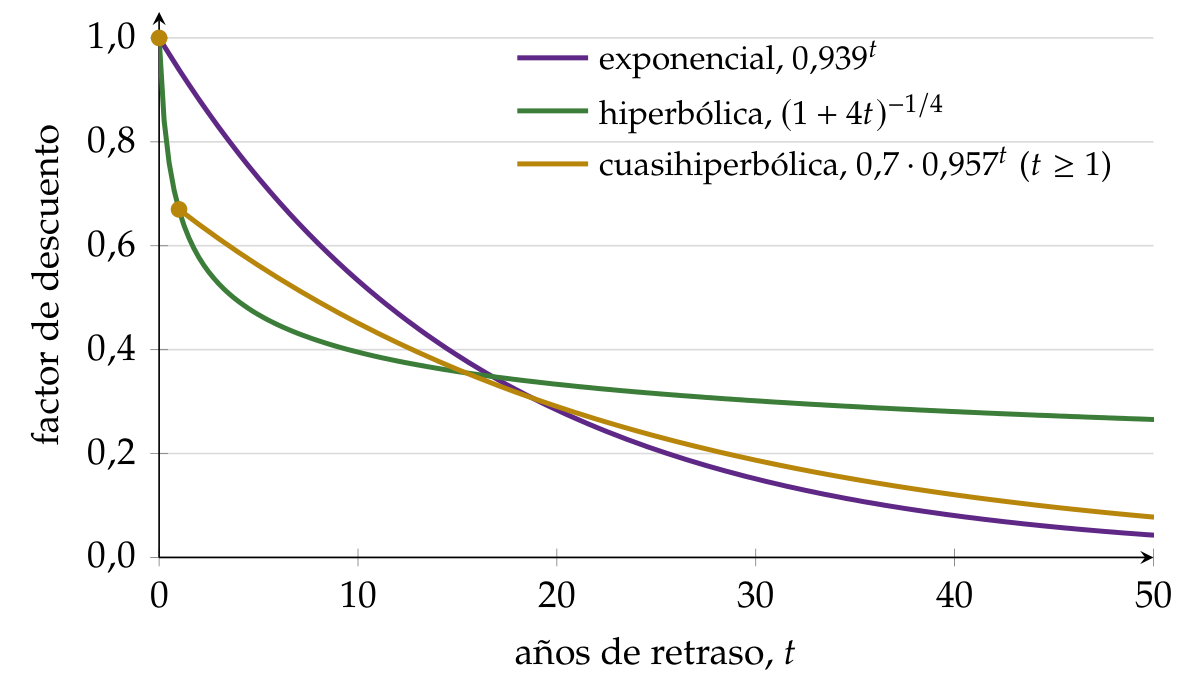 1,0
0,8
0,6
0,4
0,2
0,0
factor de descuento
exponencial, 0,939^t
hiperbólica, (1 + 4t)^{−1/4}
cuasihiperbólica, 0,7 · 0,957^t (t ≥ 1)
0 10 20 30 40 50
años de retraso, t